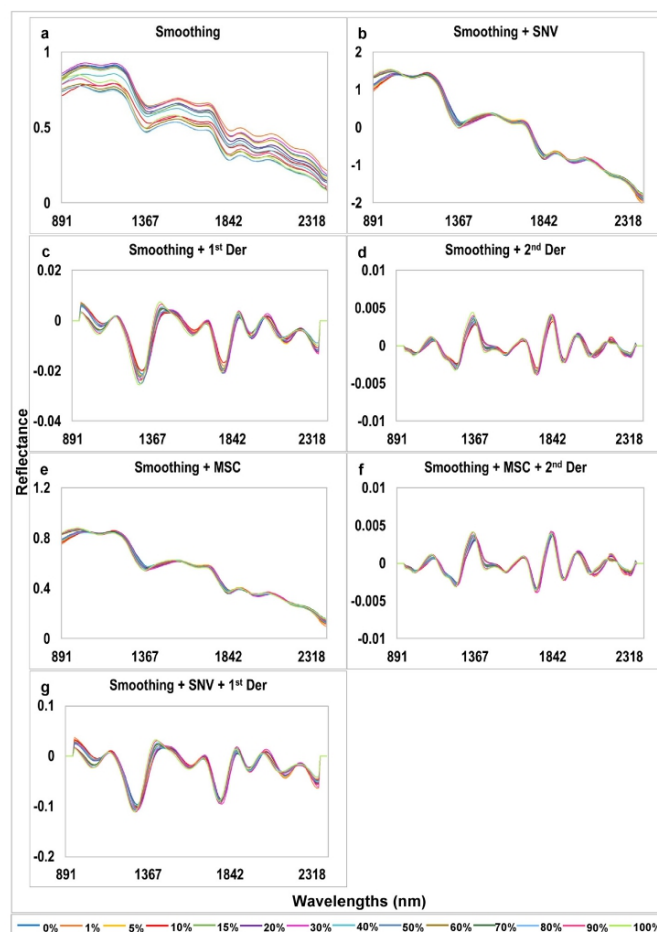 a Smoothing
1
0.5
0
891 1367 1842 2318
b Smoothing + SNV
2
1
0
-1
-2
891 1367 1842 2318
c Smoothing + 1st Der
0.02
0
-0.02
-0.04
891 1367 1842 2318
d Smoothing + 2nd Der
0.01
0.005
0
-0.005
-0.01
891 1367 1842 2318
Reflectance
e Smoothing + MSC
1.2
0.8
0.4
0
891 1367 1842 2318
f Smoothing + MSC + 2nd Der
0.01
0.005
0
-0.005
-0.01
891 1367 1842 2318
g Smoothing + SNV + 1st Der
0.1
0
-0.1
-0.2
891 1367 1842 2318
Wavelengths (nm)
0% 1% 5% 10% 15% 20% 30% 40% 50% 60% 70% 80% 90% 100%